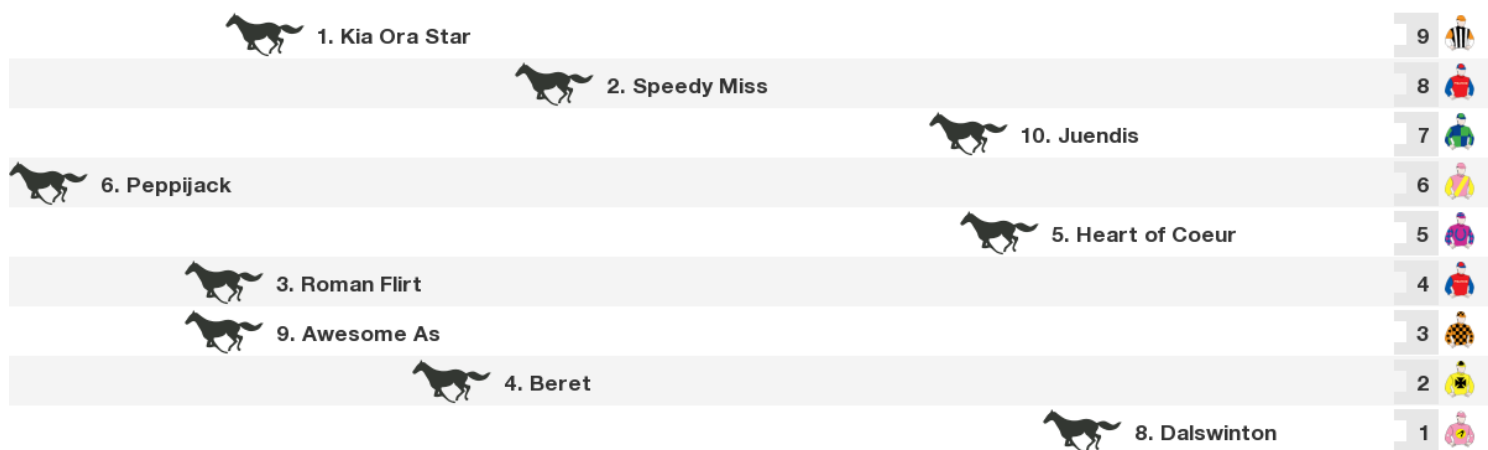 1. Kia Ora Star 9
2. Speedy Miss 8
10. Juendis 7
6. Peppijack 6
5. Heart of Coeur 5
3. Roman Flirt 4
9. Awesome As 3
4. Beret 2
8. Dalswinton 1